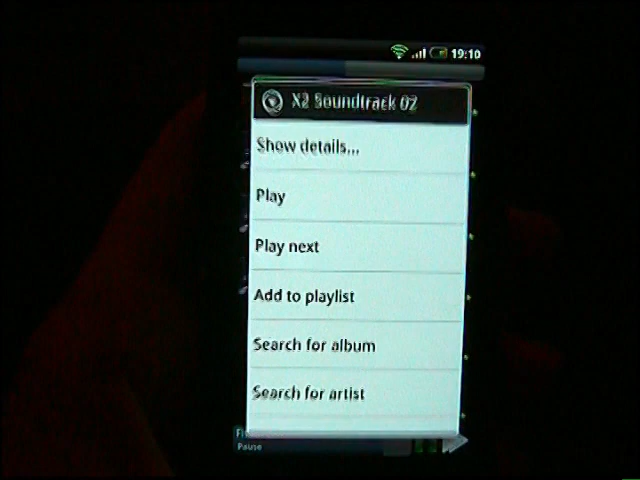 19:10
X2 Soundtrack 02
Show details...
Play
Play next
Add to playlist
Search for album
Search for artist
Pause